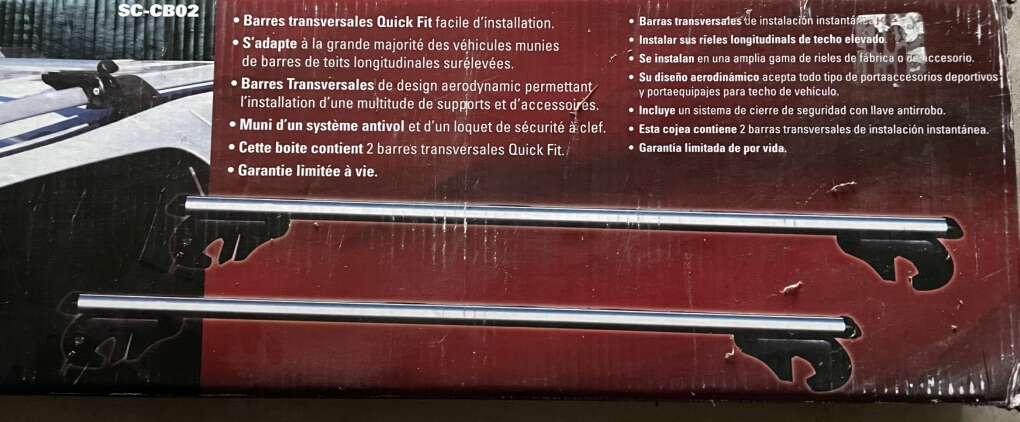 SC-CB02
• Barres transversales Quick Fit facile d'installation.
• S'adapte à la grande majorité des véhicules munies
de barres de toits longitudinales surélevées.
• Barres Transversales de design aerodynamic permettant
l'installation d'une multitude de supports et d'accessoires.
• Muni d'un système antivol et d'un loquet de sécurité à clef.
• Cette boite contient 2 barres transversales Quick Fit.
• Garantie limitée à vie.
• Barras transversales de instalación instantánea
• Instalar sus rieles longitudinals de techo elevado.
• Se instalan en una amplia gama de rieles de fábrica o de accesorio.
• Su diseño aerodinámico acepta todo tipo de portaaccesorios deportivos
y portaequipajes para techo de vehículo.
• Incluye un sistema de cierre de seguridad con llave antirrobo.
• Esta cojea contiene 2 barras transversales de instalación instantánea.
• Garantía limitada de por vida.